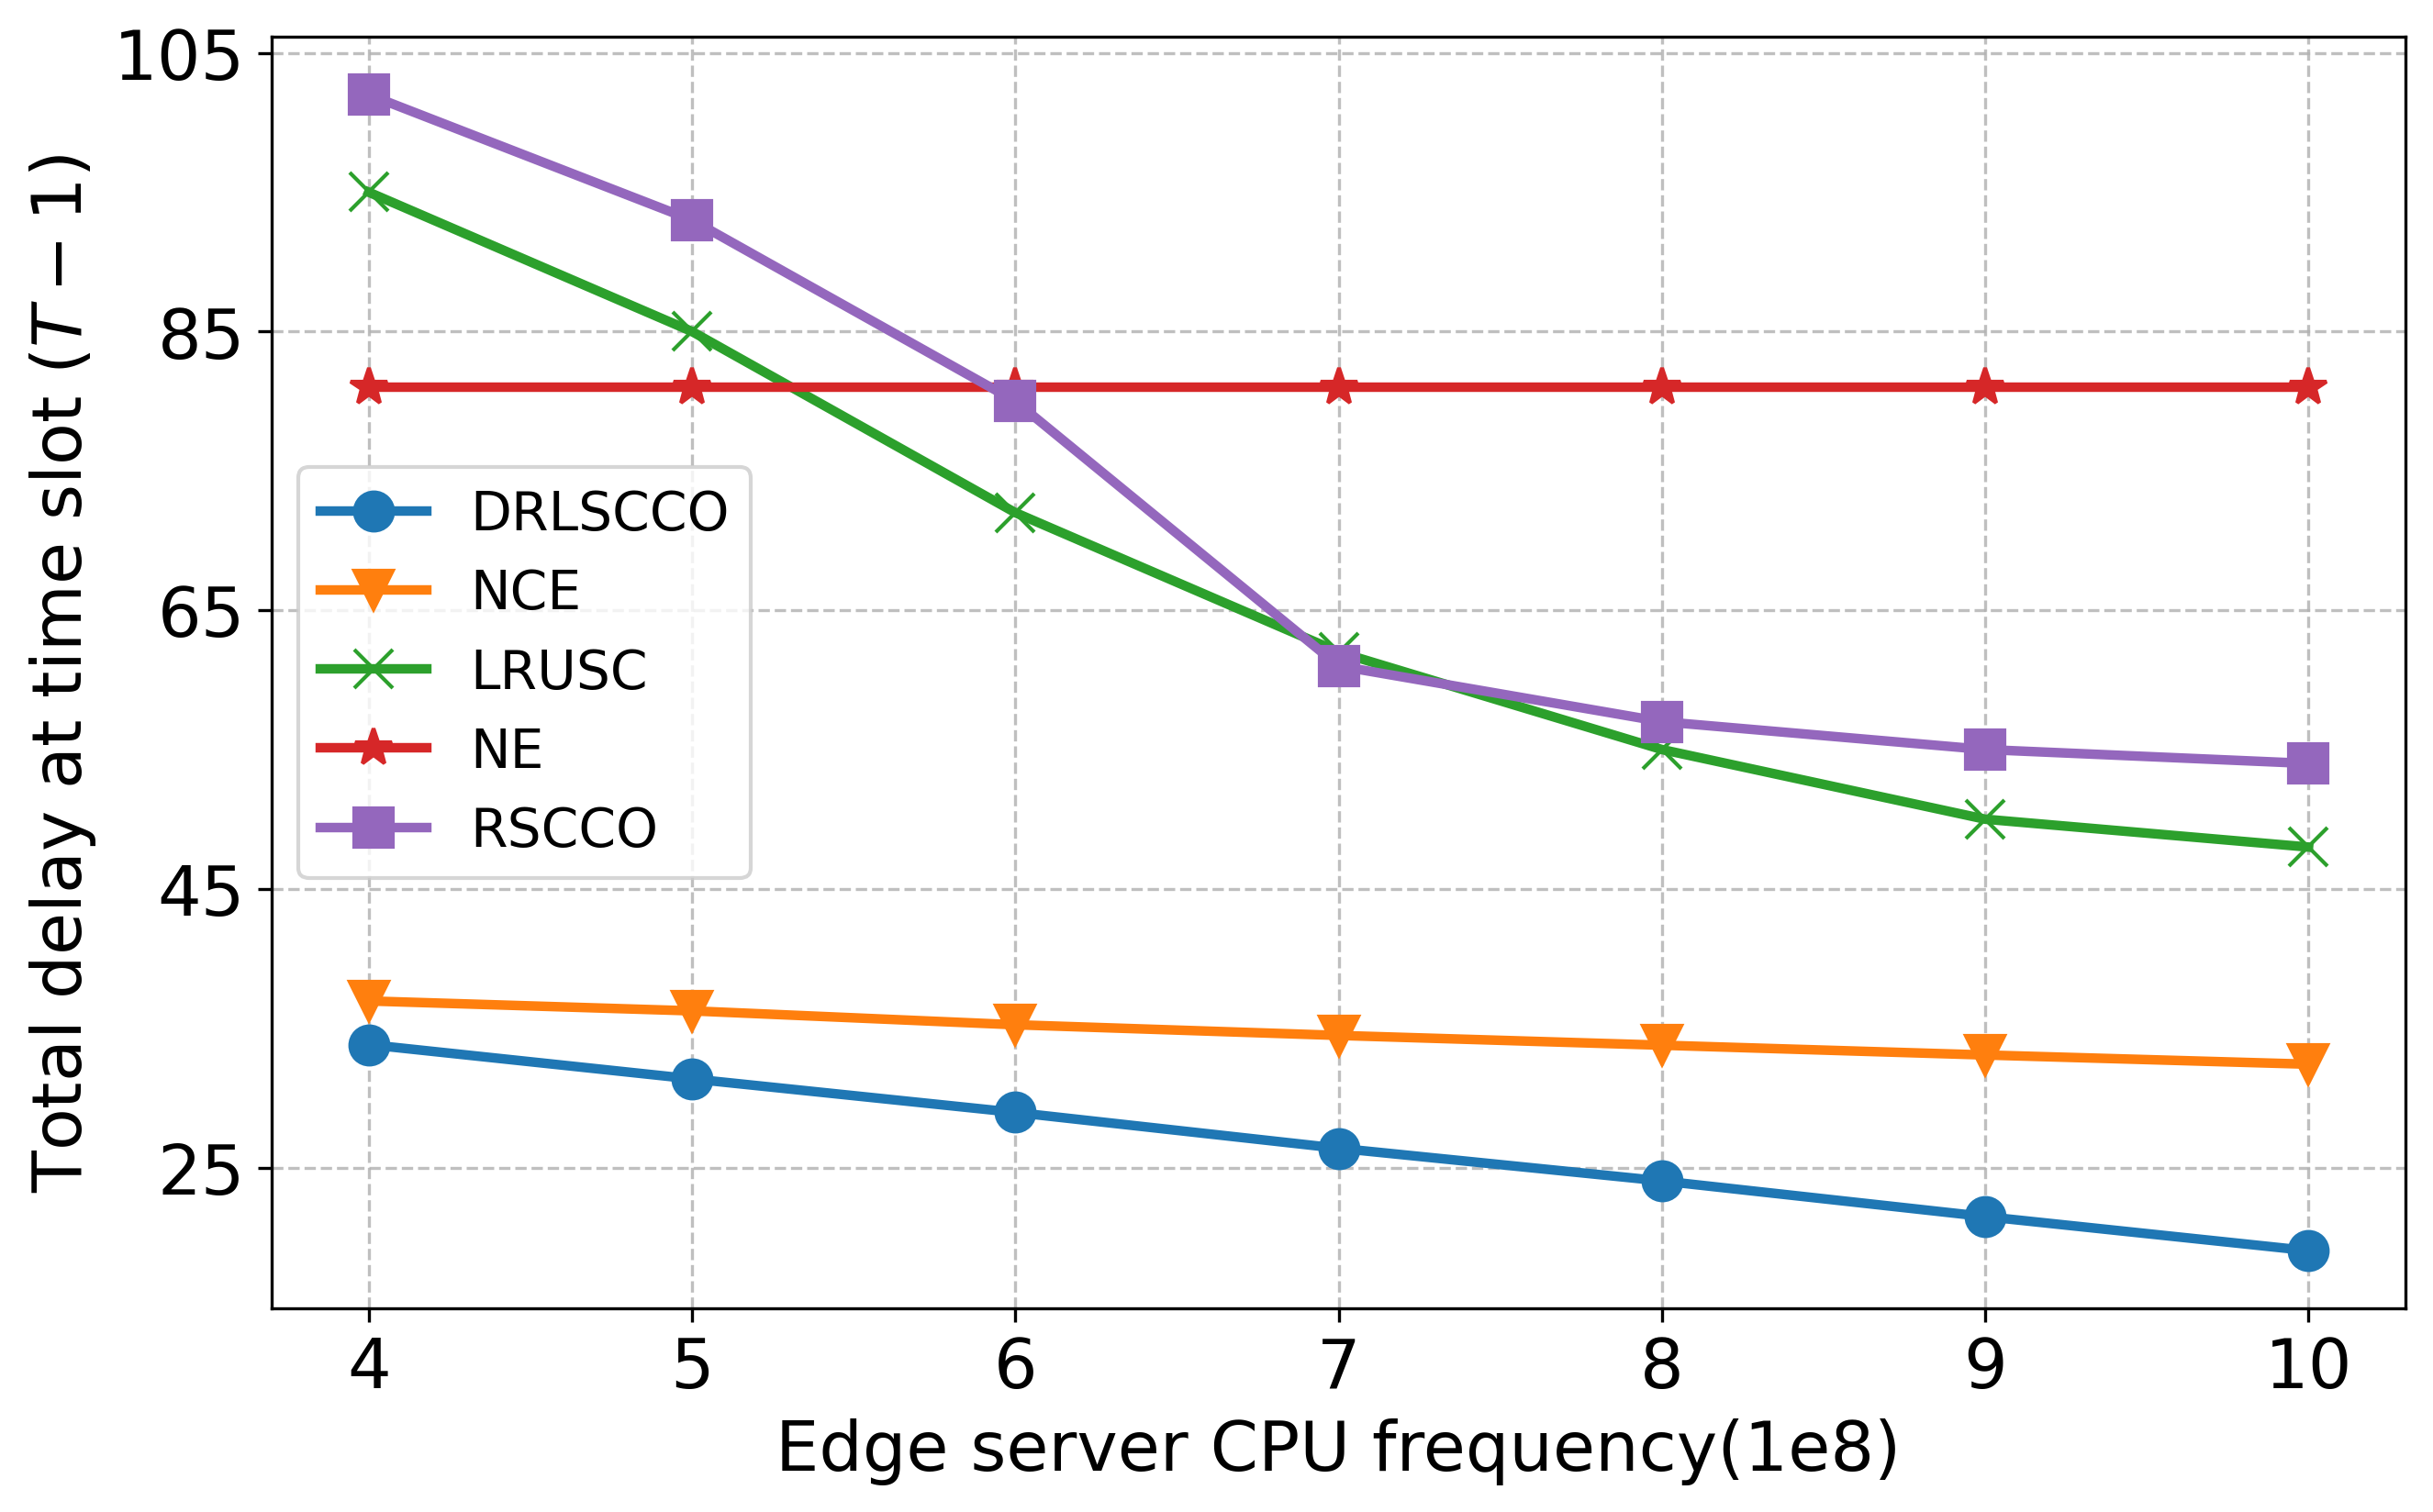 Total delay at time slot (T − 1)
105
85
65
45
25
DRLSCCO
NCE
LRUSC
NE
RSCCO
4 5 6 7 8 9 10
Edge server CPU frequency(1e8)